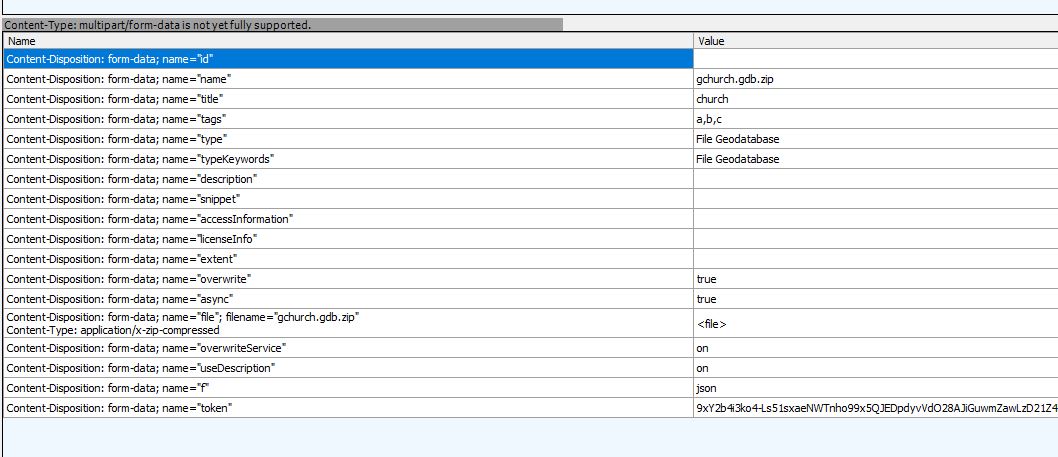 Content-Type: multipart/form-data is not yet fully supported.
Name Value
Content-Disposition: form-data; name="id"
Content-Disposition: form-data; name="name" gchurch.gdb.zip
Content-Disposition: form-data; name="title" church
Content-Disposition: form-data; name="tags" a,b,c
Content-Disposition: form-data; name="type" File Geodatabase
Content-Disposition: form-data; name="typeKeywords" File Geodatabase
Content-Disposition: form-data; name="description"
Content-Disposition: form-data; name="snippet"
Content-Disposition: form-data; name="accessInformation"
Content-Disposition: form-data; name="licenseInfo"
Content-Disposition: form-data; name="extent"
Content-Disposition: form-data; name="overwrite" true
Content-Disposition: form-data; name="async" true
Content-Disposition: form-data; name="file"; filename="gchurch.gdb.zip"
Content-Type: application/x-zip-compressed <file>
Content-Disposition: form-data; name="overwriteService" on
Content-Disposition: form-data; name="useDescription" on
Content-Disposition: form-data; name="f" json
Content-Disposition: form-data; name="token" 9xY2b4i3ko4-Ls51sxaeNWTnho99x5QJEDpdyvVdO28AJiGuwmZawLzD21Z4